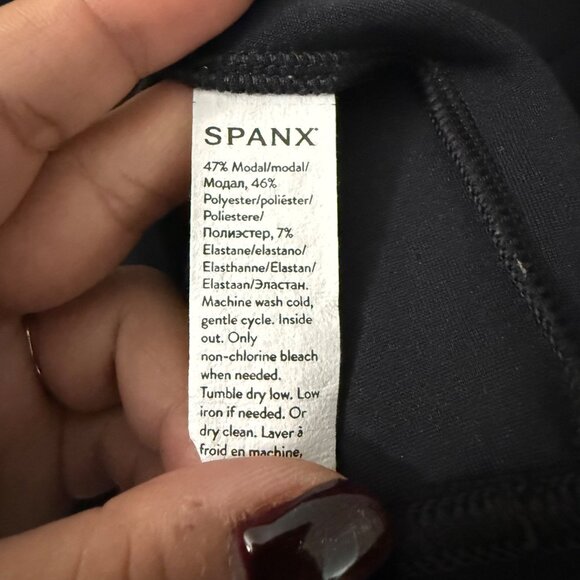 SPANX®
47% Modal/modal/
Модал, 46%
Polyester/poliéster/
Poliestere/
Полиэстер, 7%
Elastane/elastano/
Elasthanne/Elastan/
Elastaan/Эластан.
Machine wash cold,
gentle cycle. Inside
out. Only
non-chlorine bleach
when needed.
Tumble dry low. Low
iron if needed. Or
dry clean. Laver à
froid en machine,